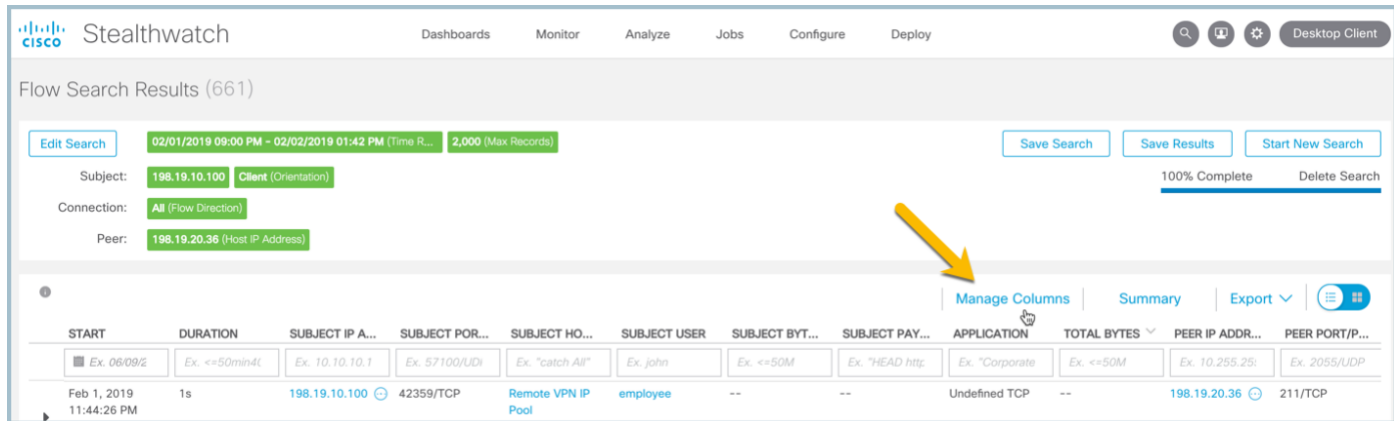 cisco Stealthwatch Dashboards Monitor Analyze Jobs Configure Deploy Desktop Client
Flow Search Results (661)
Edit Search 02/01/2019 09:00 PM – 02/02/2019 01:42 PM (Time R... 2,000 (Max Records) Save Search Save Results Start New Search
Subject: 198.19.10.100 Client (Orientation) 100% Complete Delete Search
Connection: All (Flow Direction)
Peer: 198.19.20.36 (Host IP Address)
Manage Columns Summary Export
START DURATION SUBJECT IP A... SUBJECT POR... SUBJECT HO... SUBJECT USER SUBJECT BYT... SUBJECT PAY... APPLICATION TOTAL BYTES PEER IP ADDR... PEER PORT/P...
Ex. 06/09/2 Ex. <=50min4( Ex. 10.10.10.1 Ex. 57100/UDI Ex. "catch All" Ex. john Ex. <=50M Ex. "HEAD http: Ex. "Corporate Ex. <=50M Ex. 10.255.25: Ex. 2055/UDP
Feb 1, 2019 1s 198.19.10.100 42359/TCP Remote VPN IP employee -- -- Undefined TCP -- 198.19.20.36 211/TCP
11:44:26 PM Pool